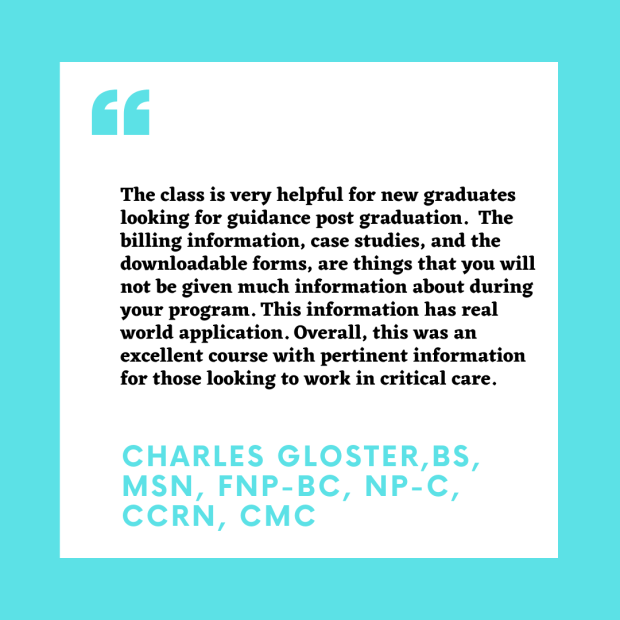 The class is very helpful for new graduates
looking for guidance post graduation.  The
billing information, case studies, and the
downloadable forms, are things that you will
not be given much information about during
your program. This information has real
world application. Overall, this was an
excellent course with pertinent information
for those looking to work in critical care.
CHARLES GLOSTER,BS,
MSN, FNP-BC, NP-C,
CCRN, CMC